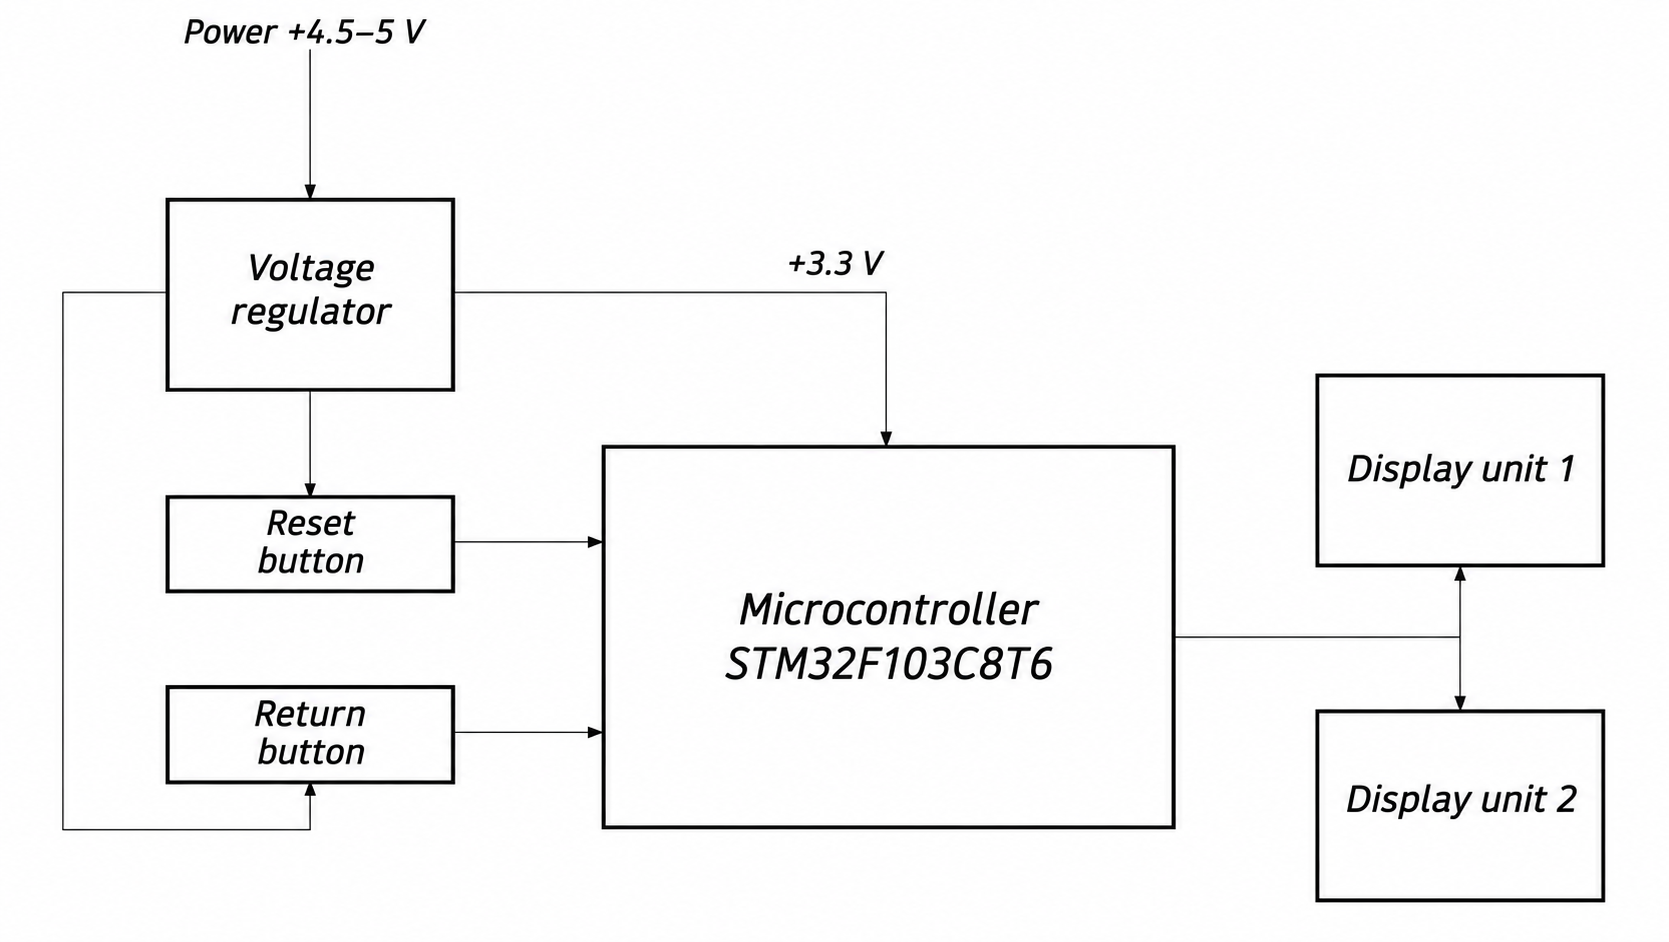 Power +4.5–5 V
Voltage
regulator
+3.3 V
Reset
button
Return
button
Microcontroller
STM32F103C8T6
Display unit 1
Display unit 2